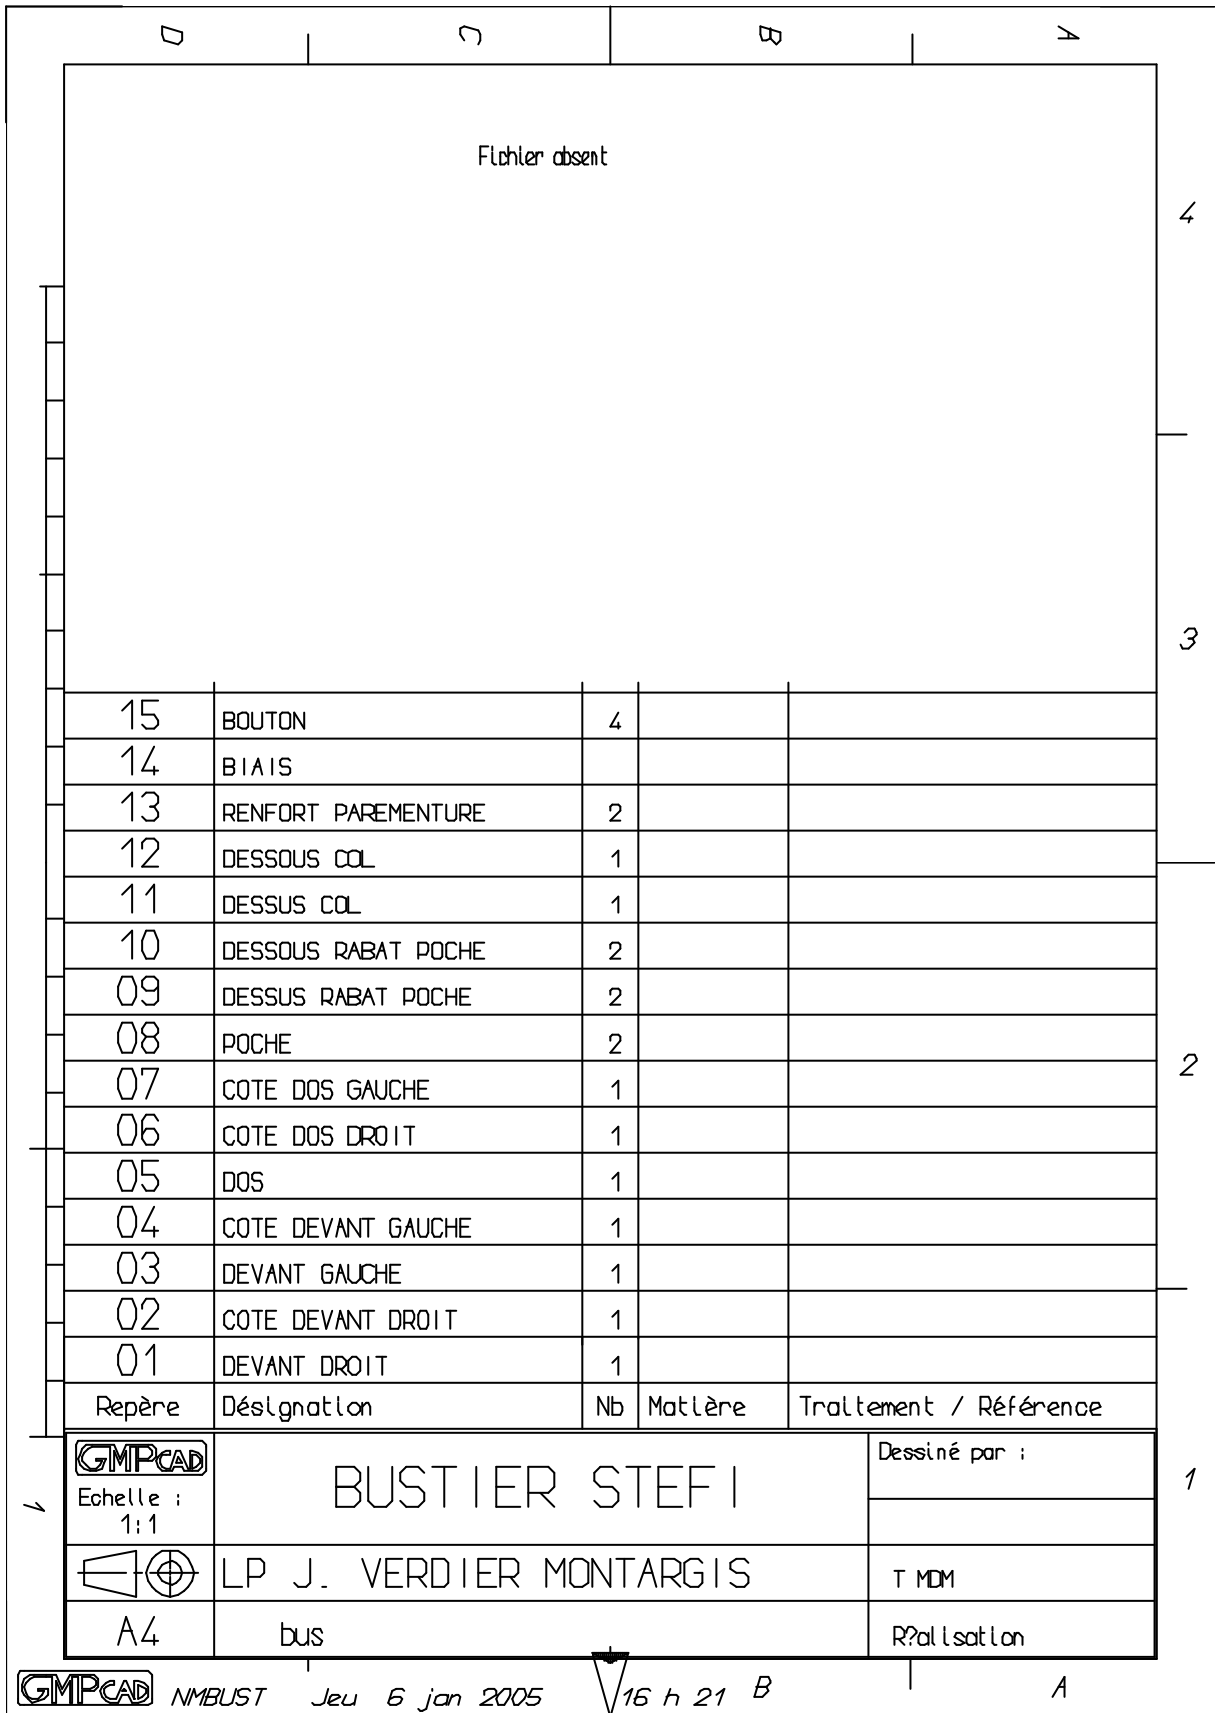 D C B A
Fichier absent
4
3
15 BOUTON 4
14 BIAIS
13 RENFORT PAREMENTURE 2
12 DESSOUS COL 1
11 DESSUS COL 1
10 DESSOUS RABAT POCHE 2
09 DESSUS RABAT POCHE 2
08 POCHE 2
2
07 COTE DOS GAUCHE 1
06 COTE DOS DROIT 1
05 DOS 1
04 COTE DEVANT GAUCHE 1
03 DEVANT GAUCHE 1
02 COTE DEVANT DROIT 1
01 DEVANT DROIT 1
Repère Désignation Nb Matière Traitement / Référence
GMPCAD
Dessiné par :
BUSTIER STEFI
Echelle :
1:1
1
1
LP J. VERDIER MONTARGIS
T MDM
A4 bus R?alisation
GMPCAD NMBUST Jeu 6 jan 2005 16 h 21 B A